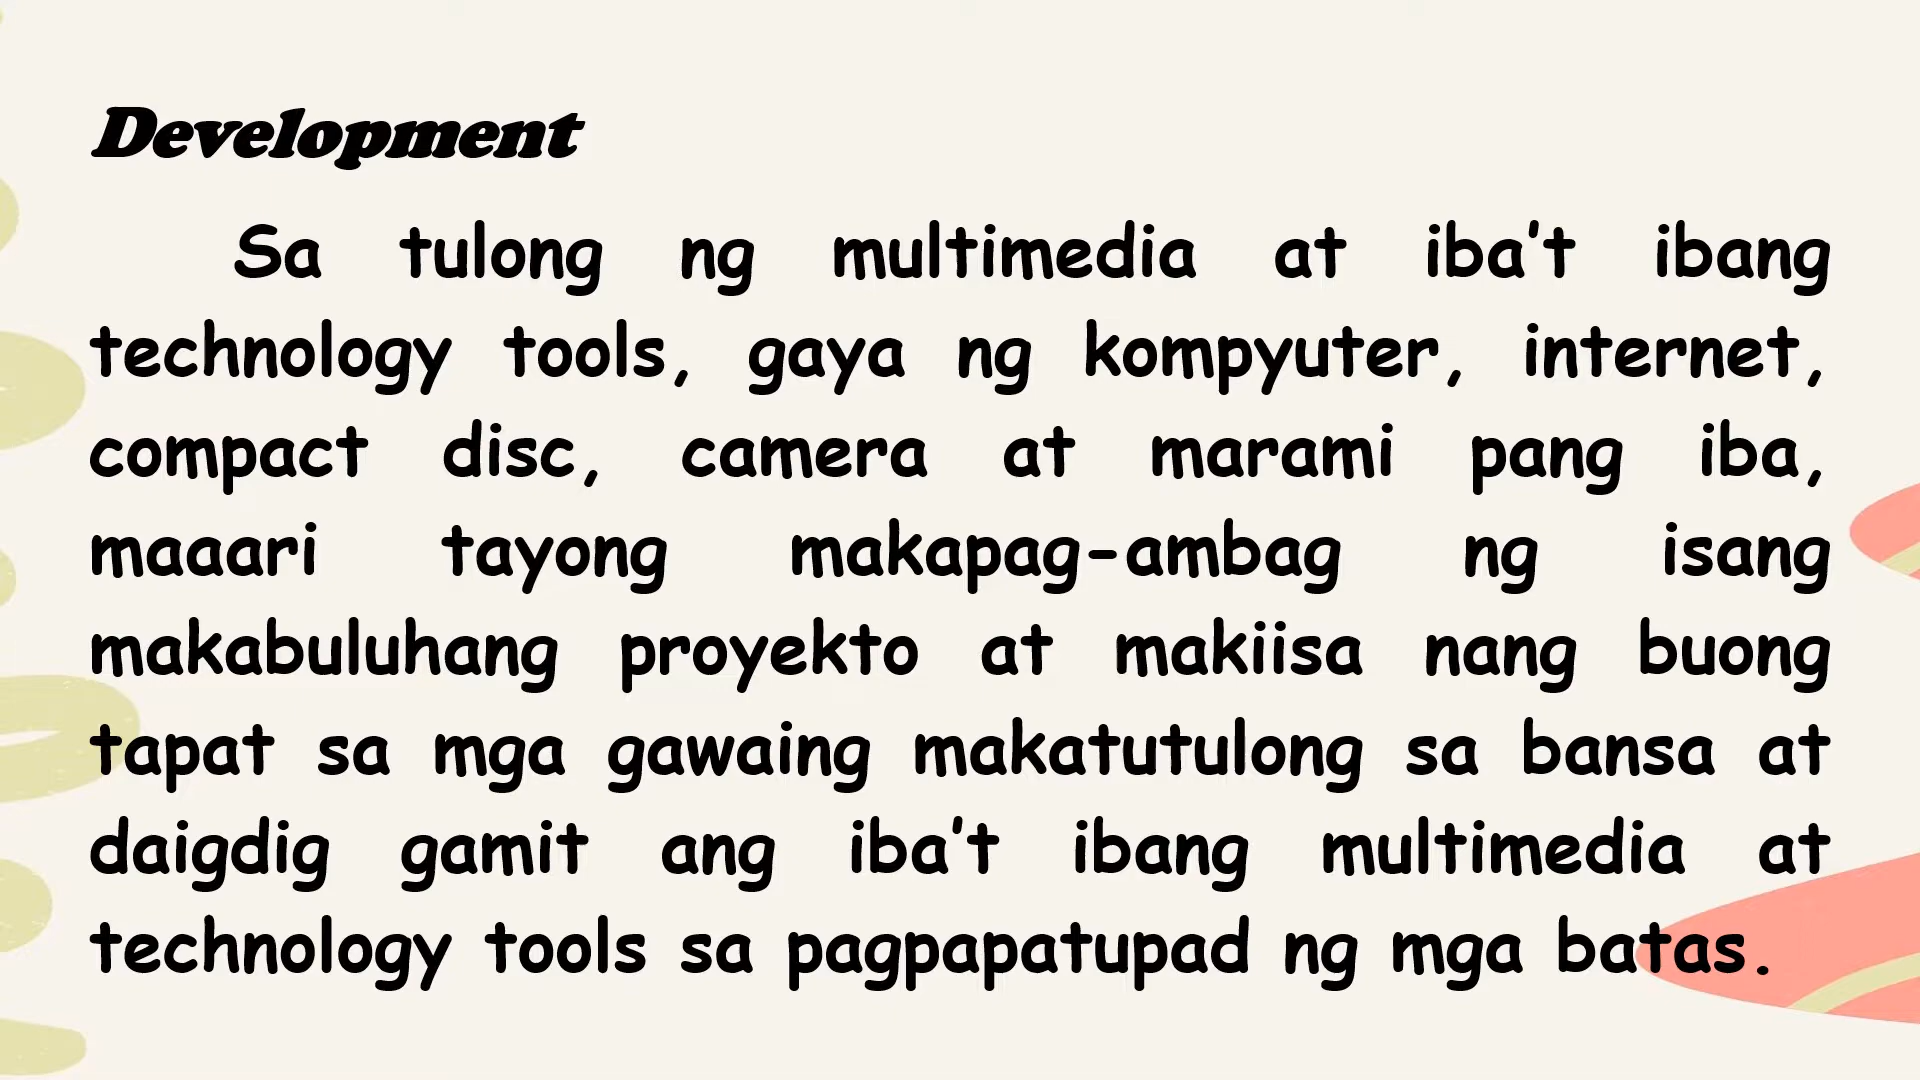 Development
Sa tulong ng multimedia at iba't ibang
technology tools, gaya ng kompyuter, internet,
compact disc, camera at marami pang iba,
maaari tayong makapag-ambag ng isang
makabuluhang proyekto at makiisa nang buong
tapat sa mga gawaing makatutulong sa bansa at
daigdig gamit ang iba't ibang multimedia at
technology tools sa pagpapatupad ng mga batas.